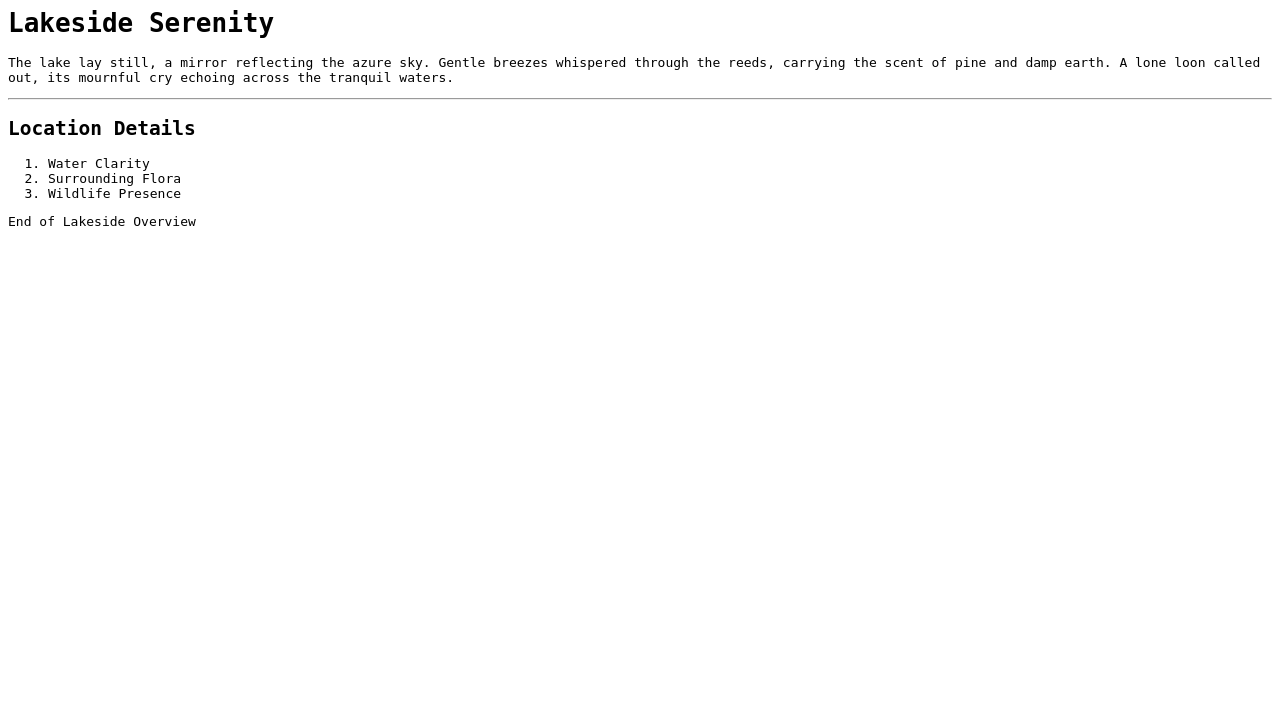 Lakeside Serenity
The lake lay still, a mirror reflecting the azure sky. Gentle breezes whispered through the reeds, carrying the scent of pine and damp earth. A lone loon called
out, its mournful cry echoing across the tranquil waters.
Location Details
1. Water Clarity
2. Surrounding Flora
3. Wildlife Presence
End of Lakeside Overview